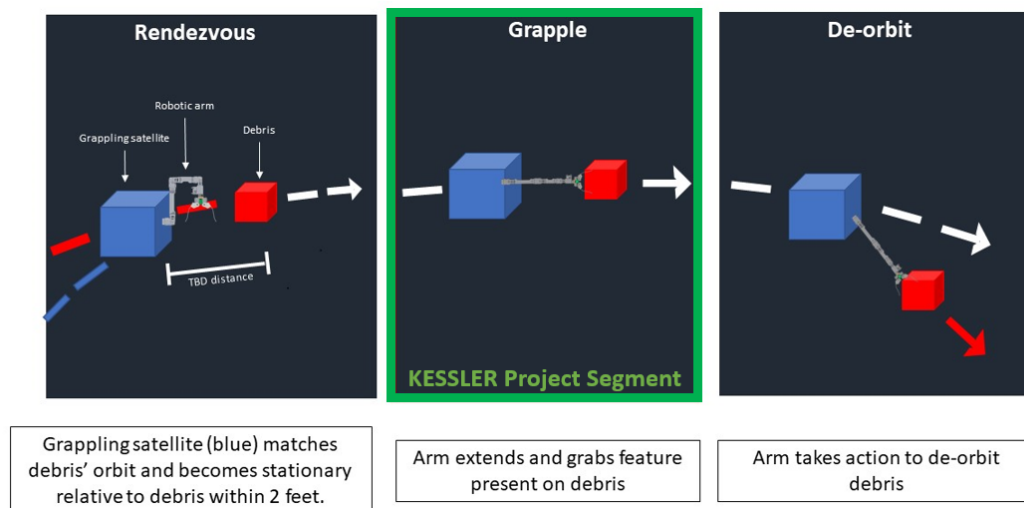 Rendezvous
Robotic arm
Grappling satellite
Debris
TBD distance
Grappling satellite (blue) matches
debris' orbit and becomes stationary
relative to debris within 2 feet.
Grapple
KESSLER Project Segment
Arm extends and grabs feature
present on debris
De-orbit
Arm takes action to de-orbit
debris